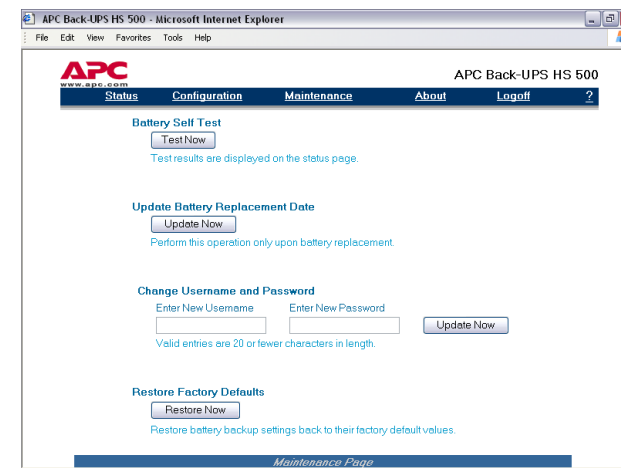 APC Back-UPS HS 500 - Microsoft Internet Explorer
File Edit View Favorites Tools Help
APC
www.apc.com
APC Back-UPS HS 500
Status Configuration Maintenance About Logoff ?
Battery Self Test
Test Now
Test results are displayed on the status page.
Update Battery Replacement Date
Update Now
Perform this operation only upon battery replacement.
Change Username and Password
Enter New Username Enter New Password
Update Now
Valid entries are 20 or fewer characters in length.
Restore Factory Defaults
Restore Now
Restore battery backup settings back to their factory default values.
Maintenance Page